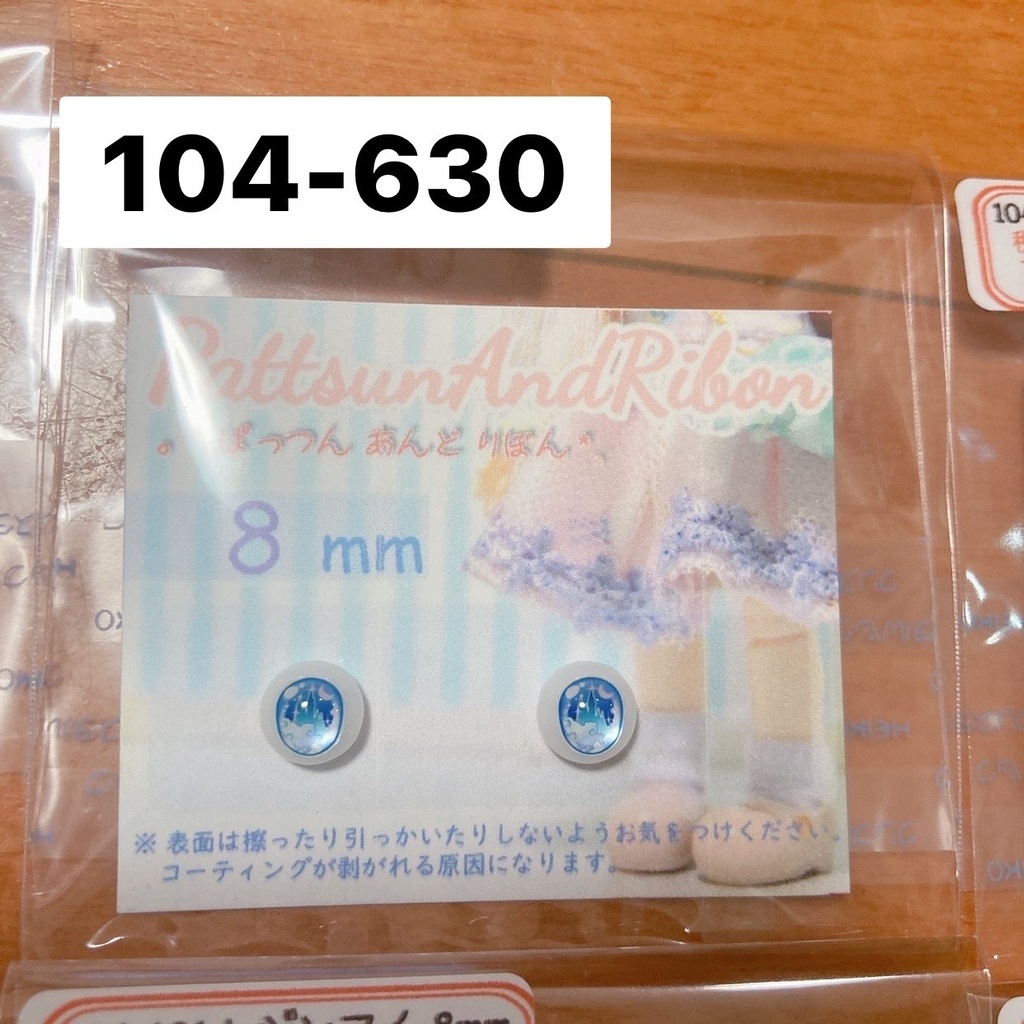 104-630
104
PattsunAndRibon
ぱっつん あんど りぼん*
8 mm
※ 表面は擦ったり引っかいたりしないようお気をつけください。
コーティングが剥がれる原因になります。
8mm